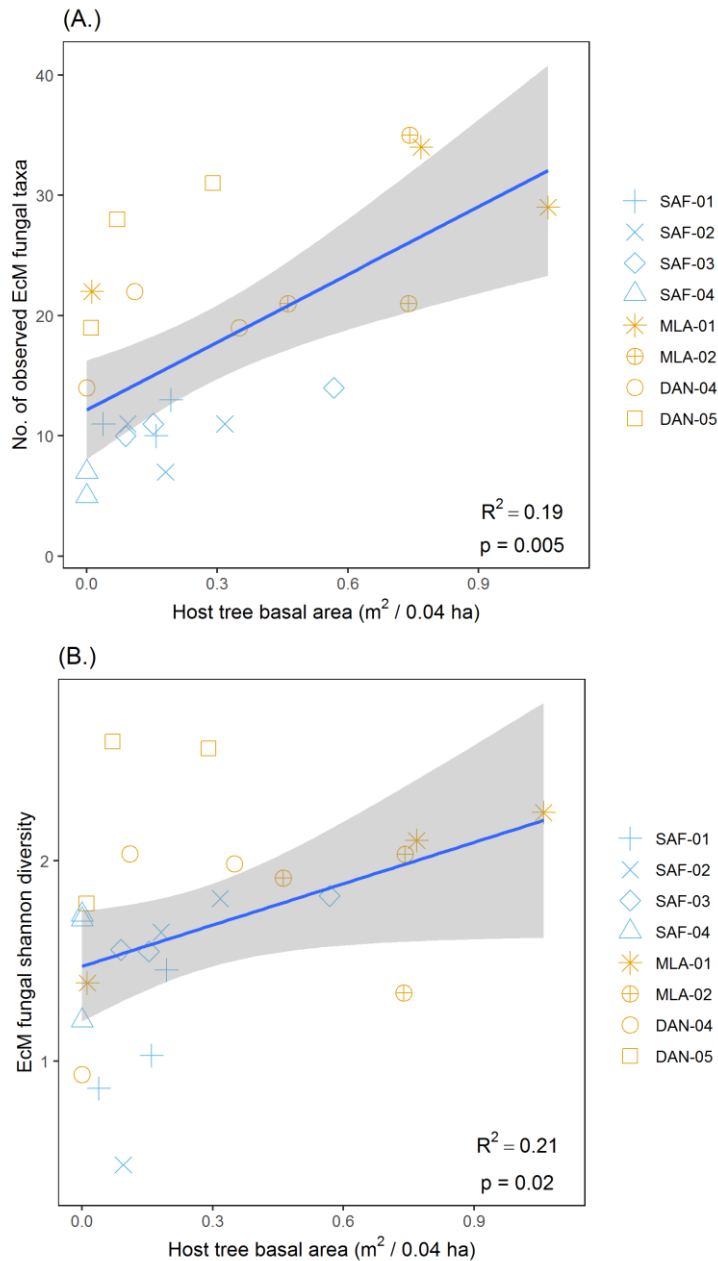 (A.)
No. of observed EcM fungal taxa
40
30
20
10
0
0.0 0.3 0.6 0.9
Host tree basal area (m² / 0.04 ha)
R² = 0.19
p = 0.005
SAF-01
SAF-02
SAF-03
SAF-04
MLA-01
MLA-02
DAN-04
DAN-05
(B.)
EcM fungal shannon diversity
2
1
0.0 0.3 0.6 0.9
Host tree basal area (m² / 0.04 ha)
R² = 0.21
p = 0.02
SAF-01
SAF-02
SAF-03
SAF-04
MLA-01
MLA-02
DAN-04
DAN-05